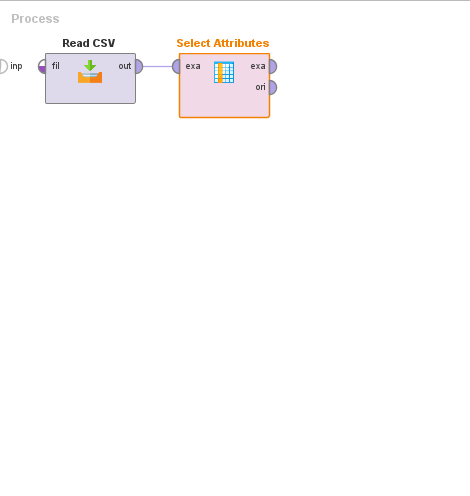 Process
Read CSV Select Attributes
inp fil out exa exa
ori